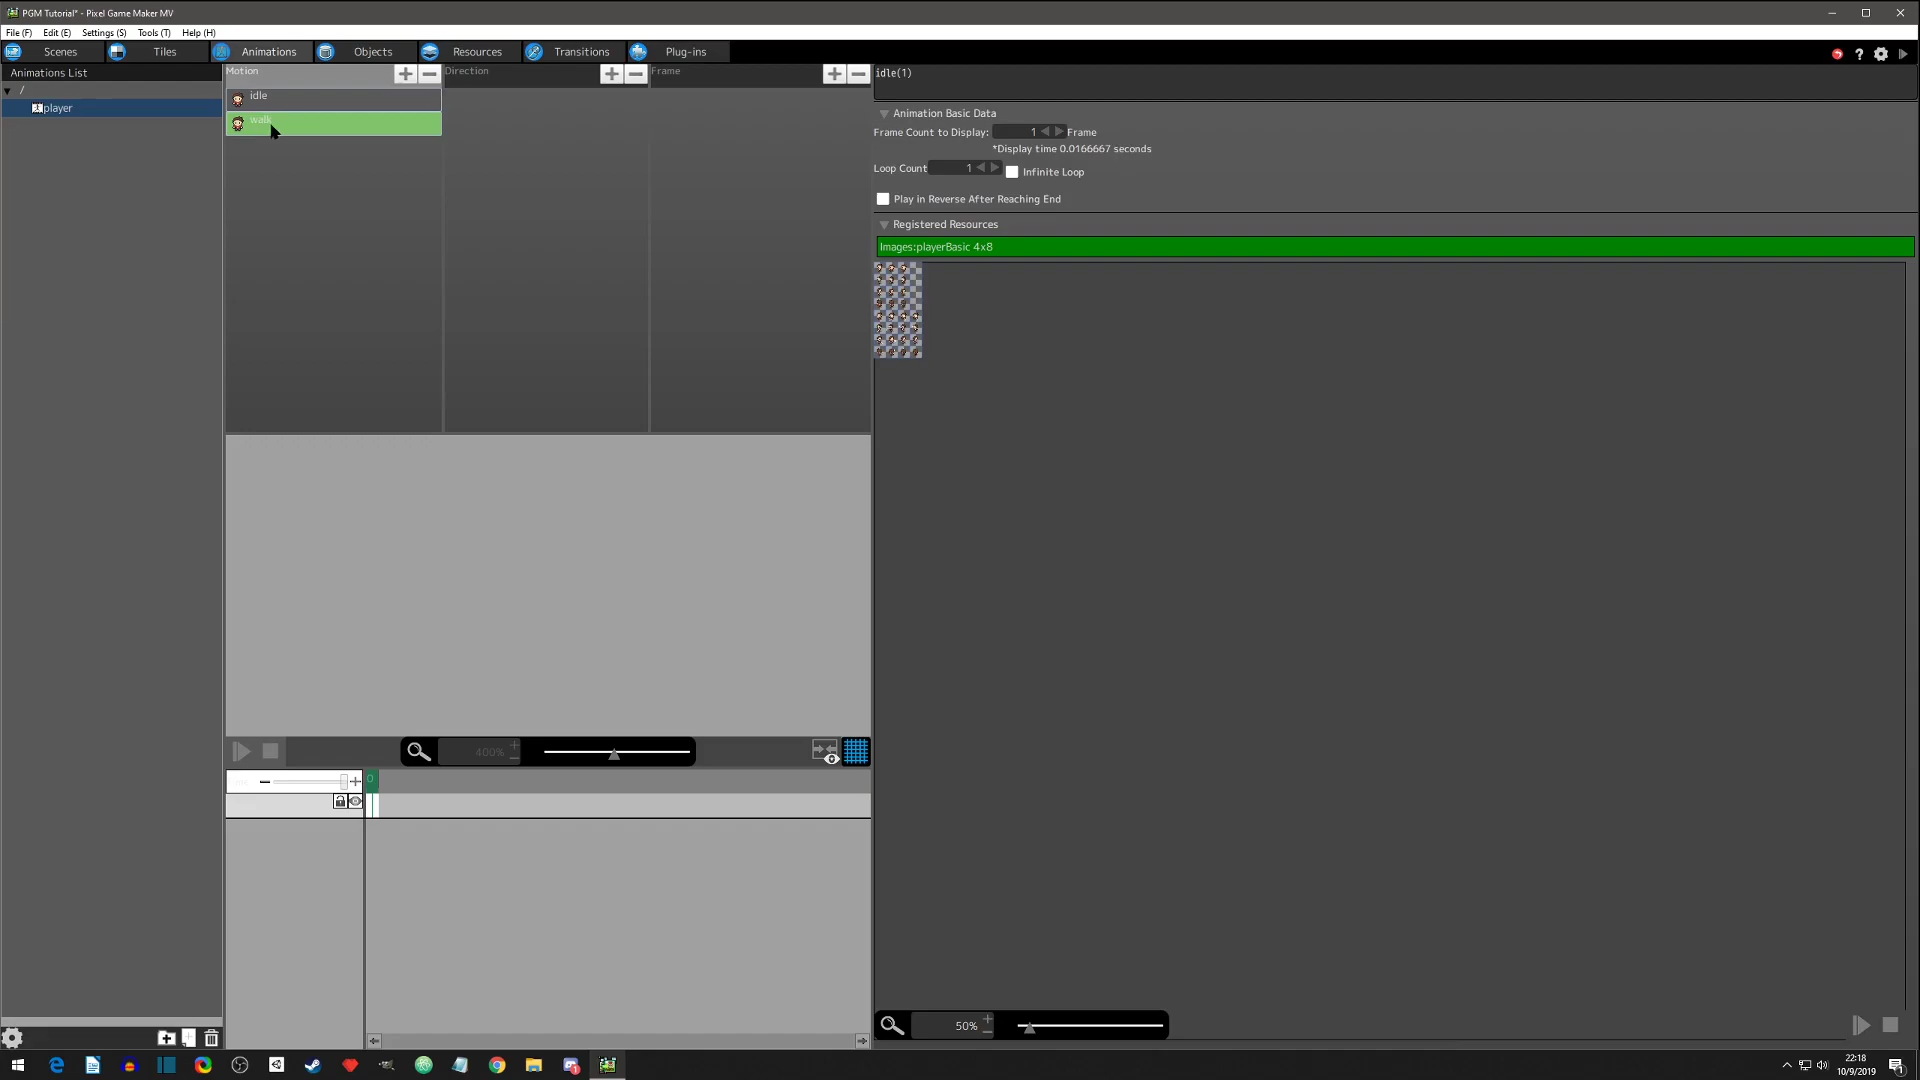 PGM Tutorial* - Pixel Game Maker MV
File (F) Edit (E) Settings (S) Tools (T) Help (H)
Scenes Tiles Animations Objects Resources Transitions Plug-ins
Animations List
/
player
Motion
Direction
Frame
idle
walk
idle(1)
Animation Basic Data
Frame Count to Display: 1 Frame
*Display time 0.0166667 seconds
Loop Count 1 Infinite Loop
Play in Reverse After Reaching End
Registered Resources
Images:playerBasic 4x8
400%
0
50%
22:18
10/9/2019